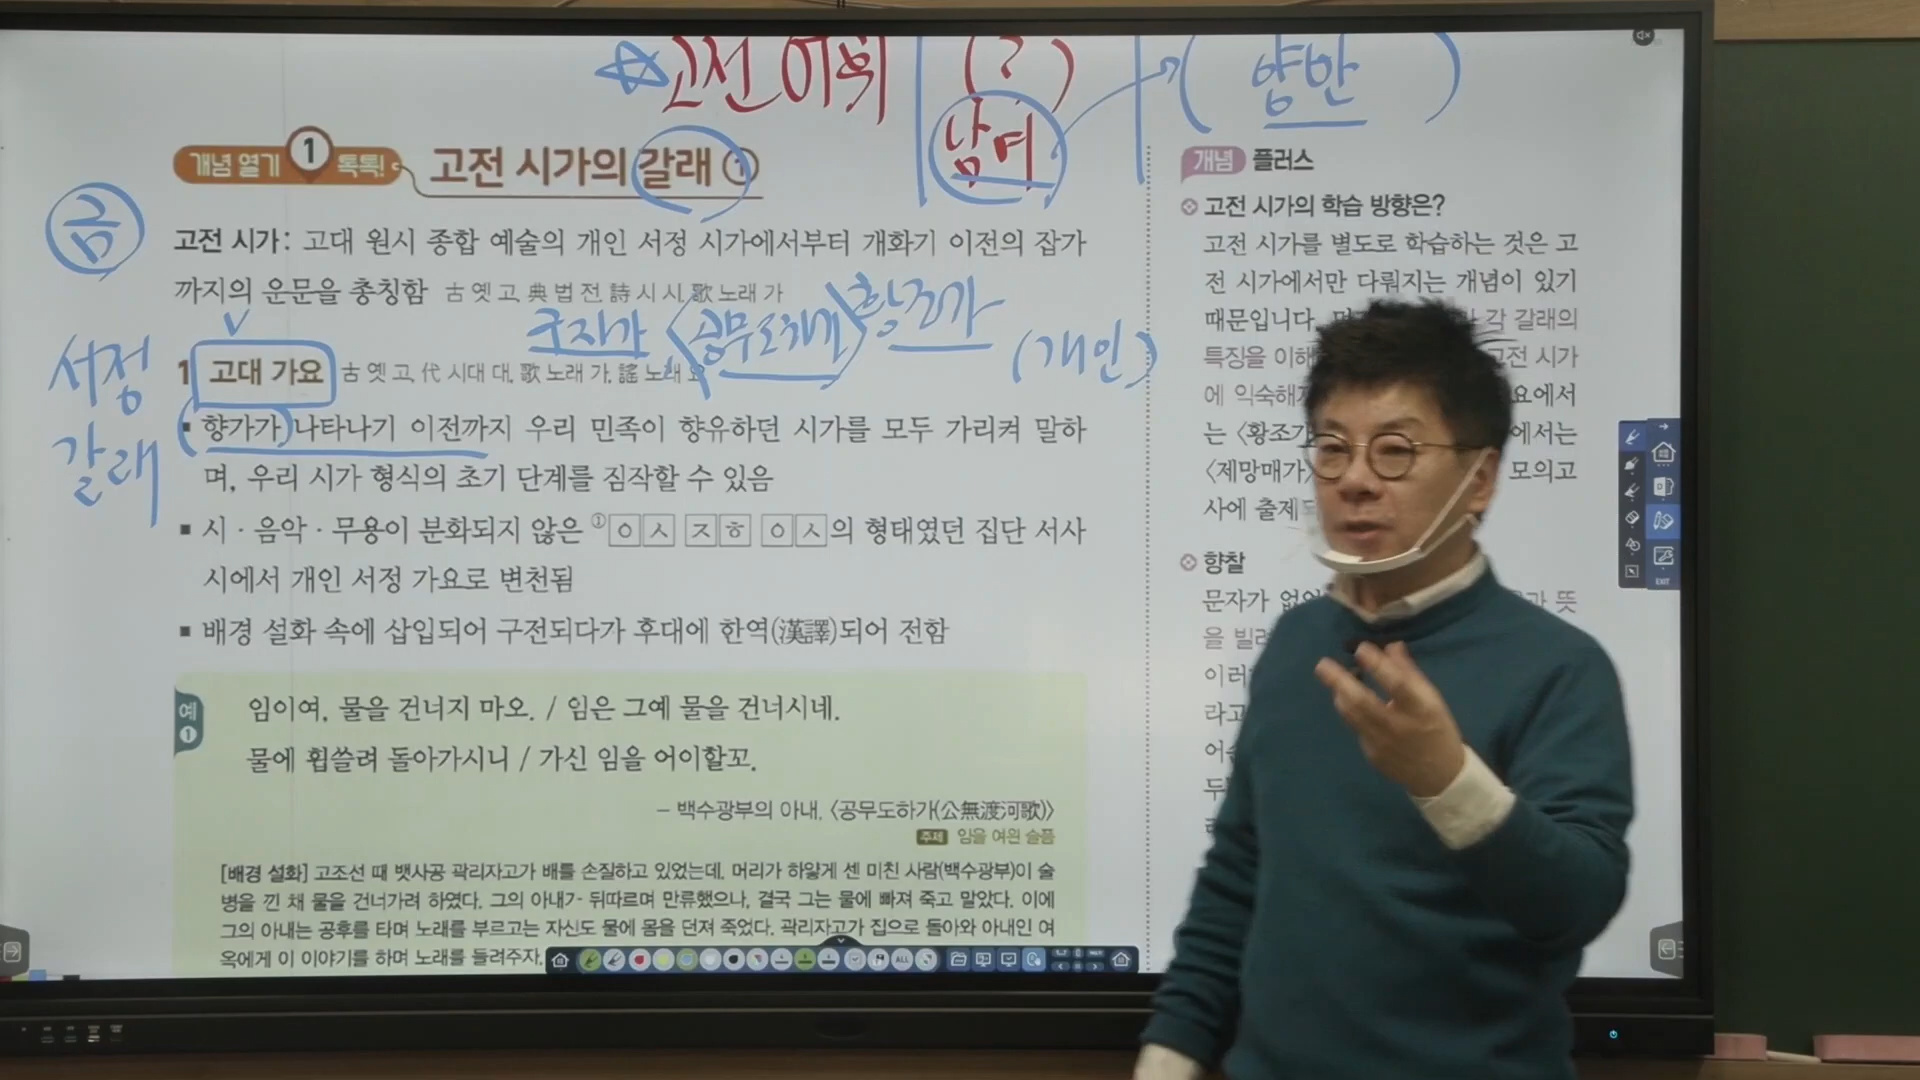 ☆고전 어휘 (?) (양반)
남녀
개념 열기 1 톡톡! 고전 시가의 갈래 ①
금
고전 시가: 고대 원시 종합 예술의 개인 서정 시가에서부터 개화기 이전의 잡가
까지의 운문을 총칭함 古 옛 고, 典 법 전, 詩 시 시, 歌 노래 가
구지가 〈공무도하가〉 황조가 (개인)
서정
갈래
1 고대 가요 古 옛 고, 代 시대 대, 歌 노래 가, 謠 노래 요
▪ 향가가 나타나기 이전까지 우리 민족이 향유하던 시가를 모두 가리켜 말하
며, 우리 시가 형식의 초기 단계를 짐작할 수 있음
▪ 시·음악·무용이 분화되지 않은 ①ㅇㅅ ㅈㅎ ㅇㅅ의 형태였던 집단 서사
시에서 개인 서정 가요로 변천됨
▪ 배경 설화 속에 삽입되어 구전되다가 후대에 한역(漢譯)되어 전함
예 1
임이여, 물을 건너지 마오. / 임은 그예 물을 건너시네.
물에 휩쓸려 돌아가시니 / 가신 임을 어이할꼬.
– 백수광부의 아내, 〈공무도하가(公無渡河歌)〉
주제 임을 여읜 슬픔
[배경 설화] 고조선 때 뱃사공 곽리자고가 배를 손질하고 있었는데, 머리가 하얗게 센 미친 사람(백수광부)이 술
병을 낀 채 물을 건너가려 하였다. 그의 아내가 뒤따르며 만류했으나, 결국 그는 물에 빠져 죽고 말았다. 이에
그의 아내는 공후를 타며 노래를 부르고는 자신도 물에 몸을 던져 죽었다. 곽리자고가 집으로 돌아와 아내인 여
옥에게 이 이야기를 하며 노래를 들려주자,
개념 플러스
고전 시가의 학습 방향은?
고전 시가를 별도로 학습하는 것은 고
전 시가에서만 다뤄지는 개념이 있기
때문입니다. 각 갈래의
특징을 이해 고전 시가
에 익숙해 요에서
는 〈황조가 에서는
〈제망매가〉 모의고
사에 출제
향찰
문자가 없었 뜻
을 빌려
이러
라고
EXIT
ALL